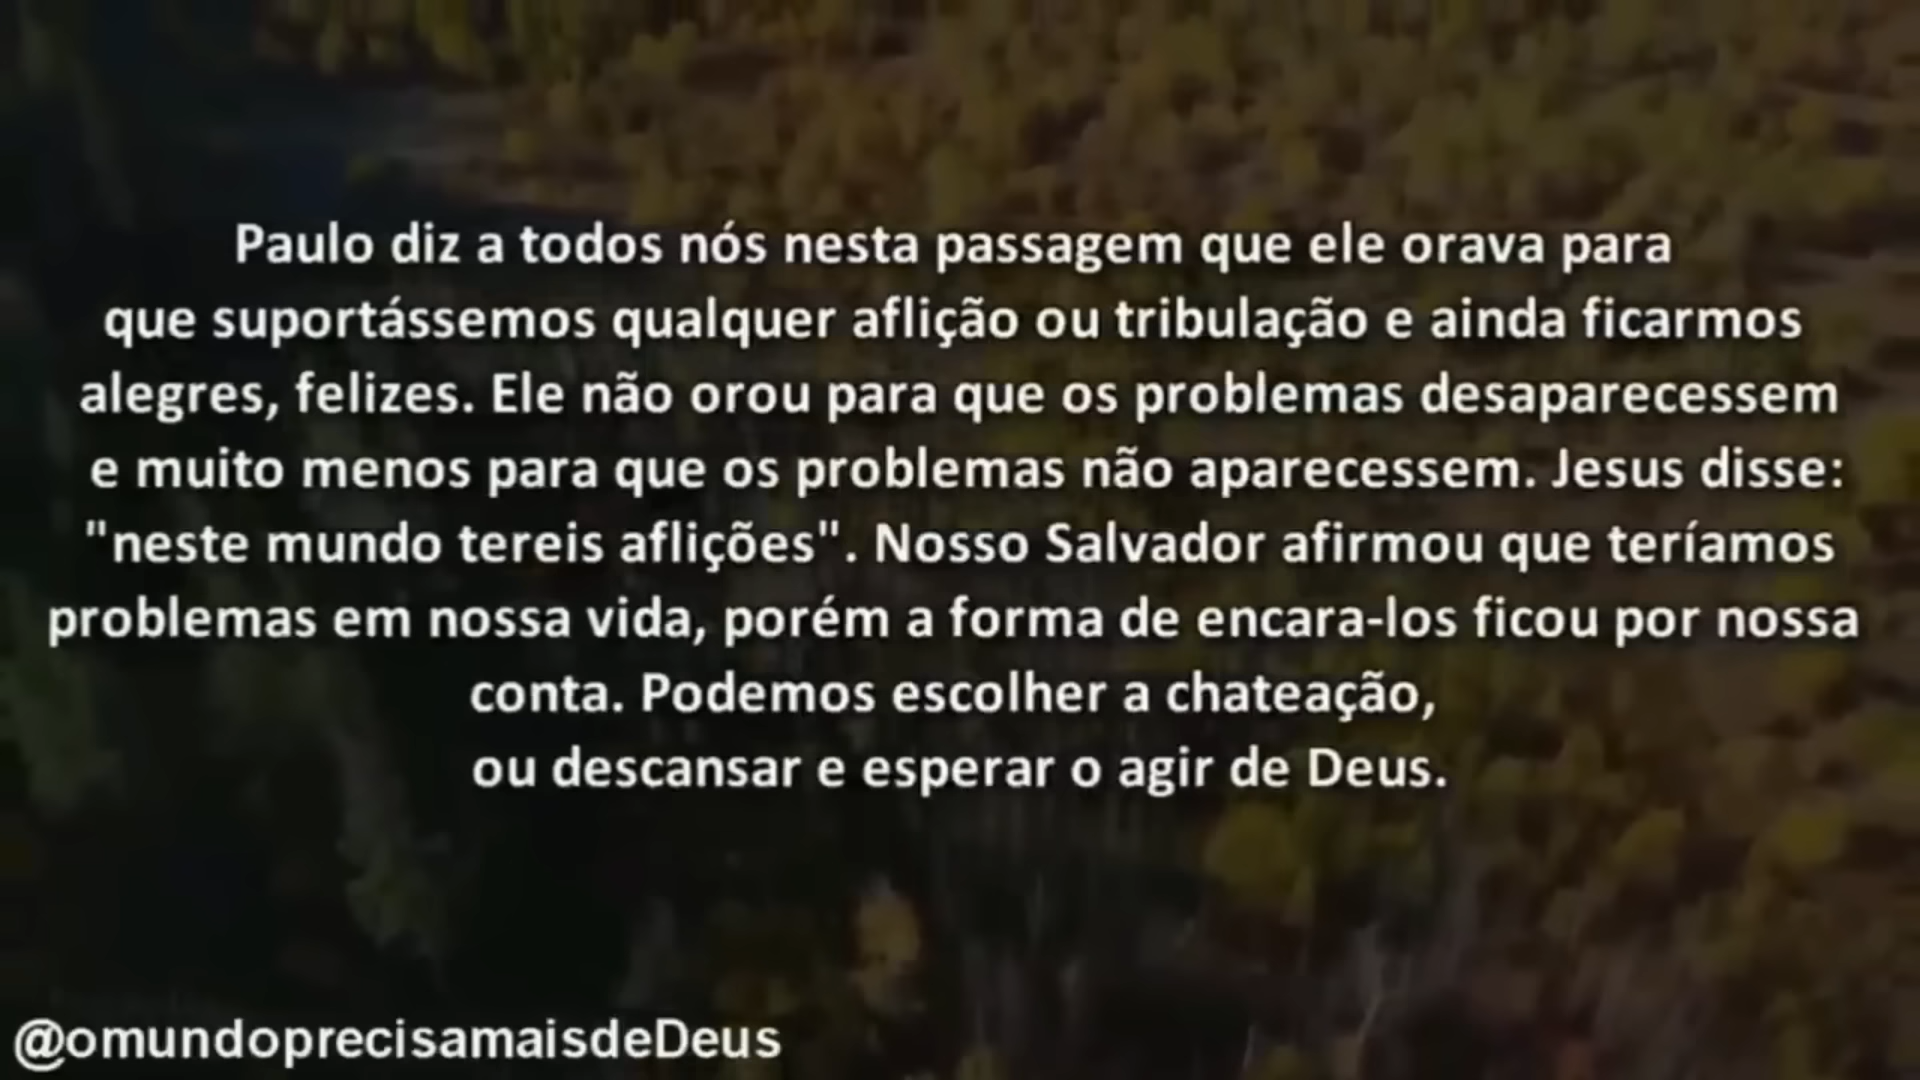 Paulo diz a todos nós nesta passagem que ele orava para
que suportássemos qualquer aflição ou tribulação e ainda ficarmos
alegres, felizes. Ele não orou para que os problemas desaparecessem
e muito menos para que os problemas não aparecessem. Jesus disse:
"neste mundo tereis aflições". Nosso Salvador afirmou que teríamos
problemas em nossa vida, porém a forma de encara-los ficou por nossa
conta. Podemos escolher a chateação,
ou descansar e esperar o agir de Deus.
@omundoprecisamaisdeDeus